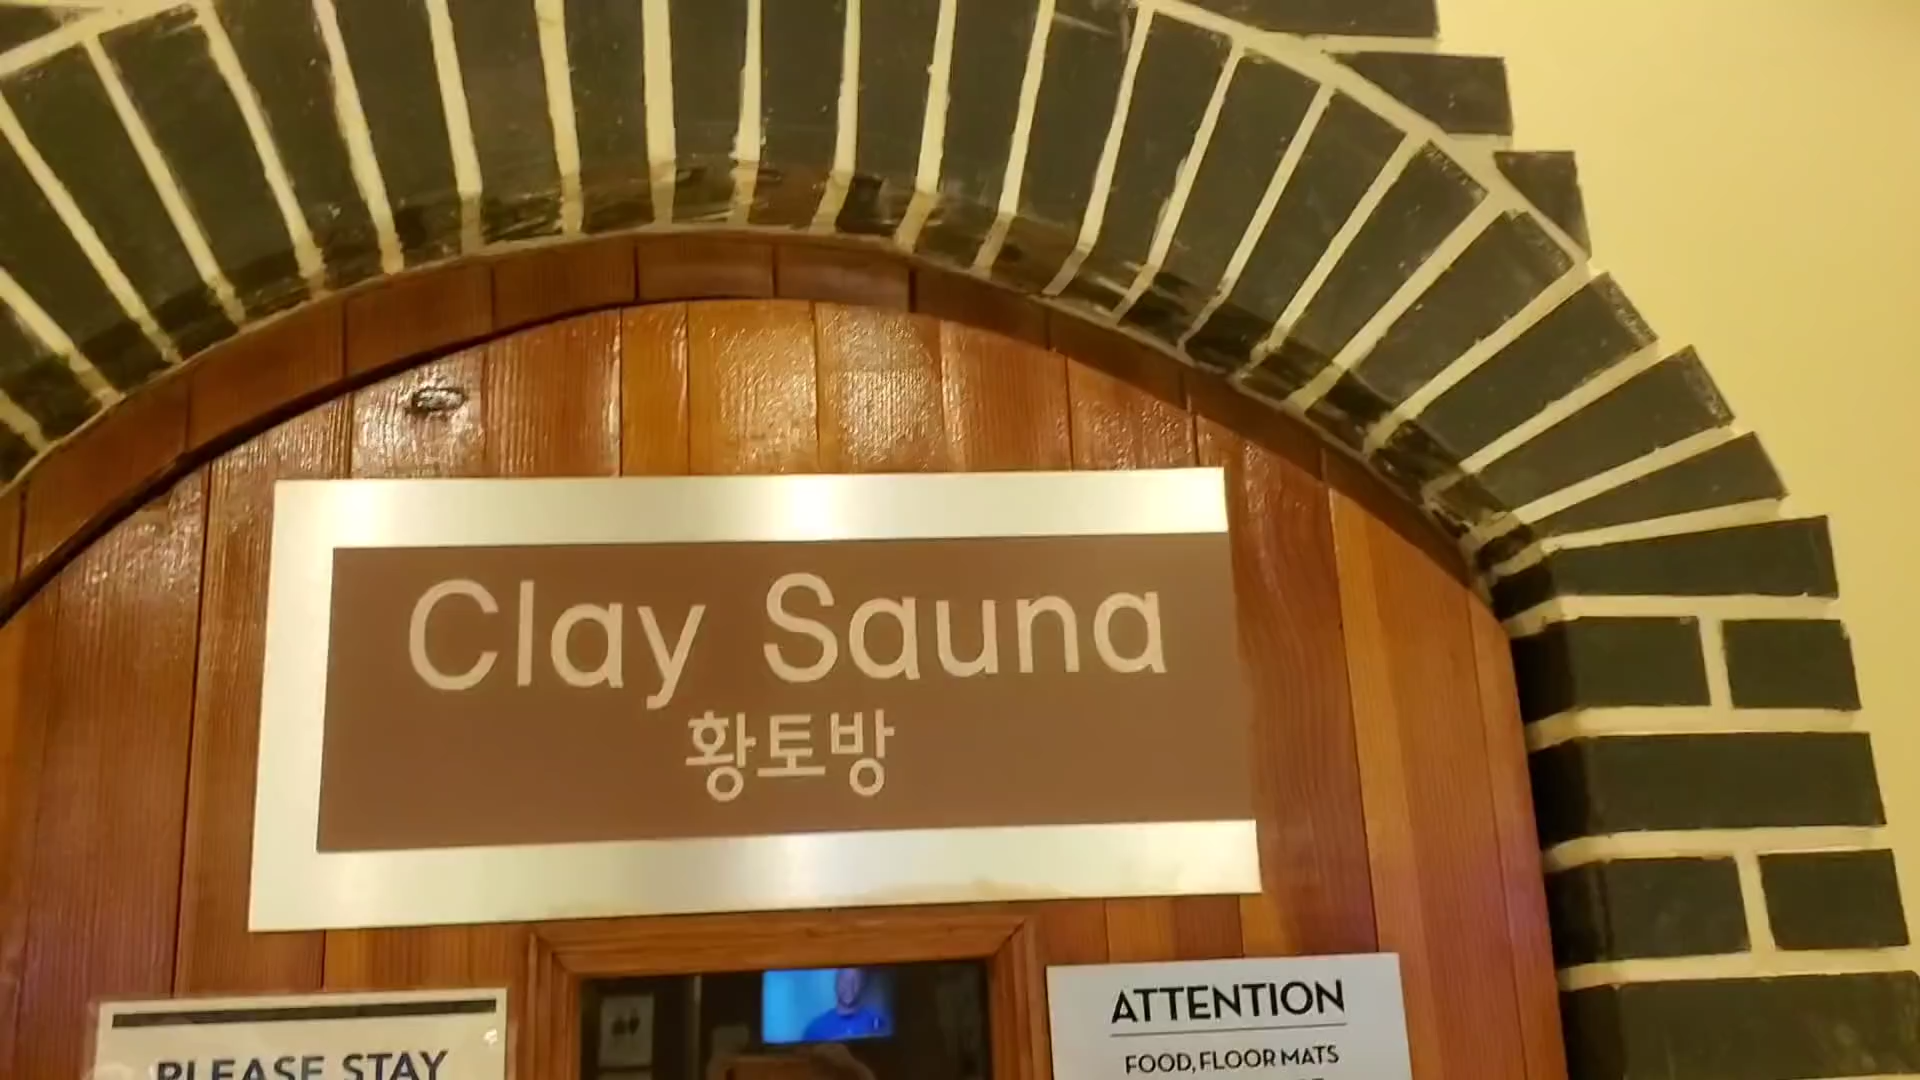 Clay Sauna
황토방
PLEASE STAY
ATTENTION
FOOD, FLOOR MATS